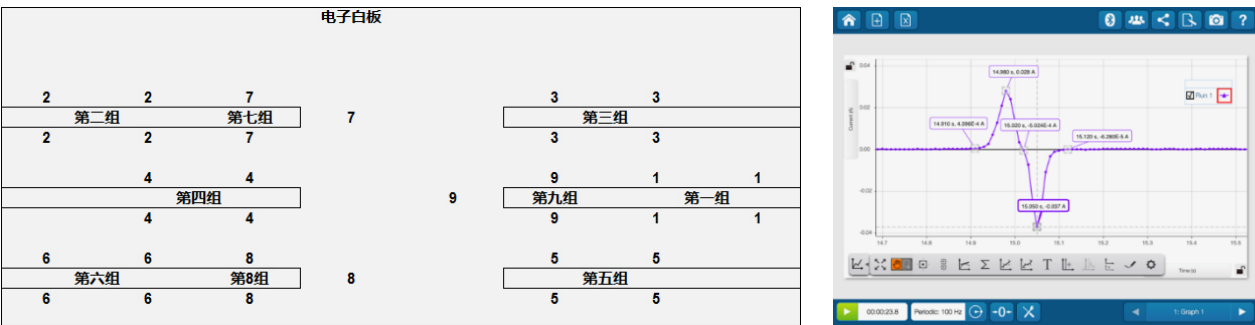 电子白板
2 2 7 3 3
第二组 第七组 7 第三组
2 2 7 3 3
4 4 9 1 1
第四组 9 第九组 第一组
4 4 9 1 1
6 6 8 5 5
第六组 第8组 8 第五组
6 6 8 5 5
?
0.04
14.980 s, 0.028 A
Run 1
0.02
14.910 s, 4.286E-4 A
15.020 s, -5.024E-4 A
15.120 s, -6.280E-5 A
Current (A)
0.00
-0.02
15.050 s, -0.037 A
-0.04
14.7 14.8 14.9 15.0 15.1 15.2 15.3 15.4 15.5
Σ T
Time (s)
00:00:23.8 Periodic: 100 Hz -0- 1: Graph 1